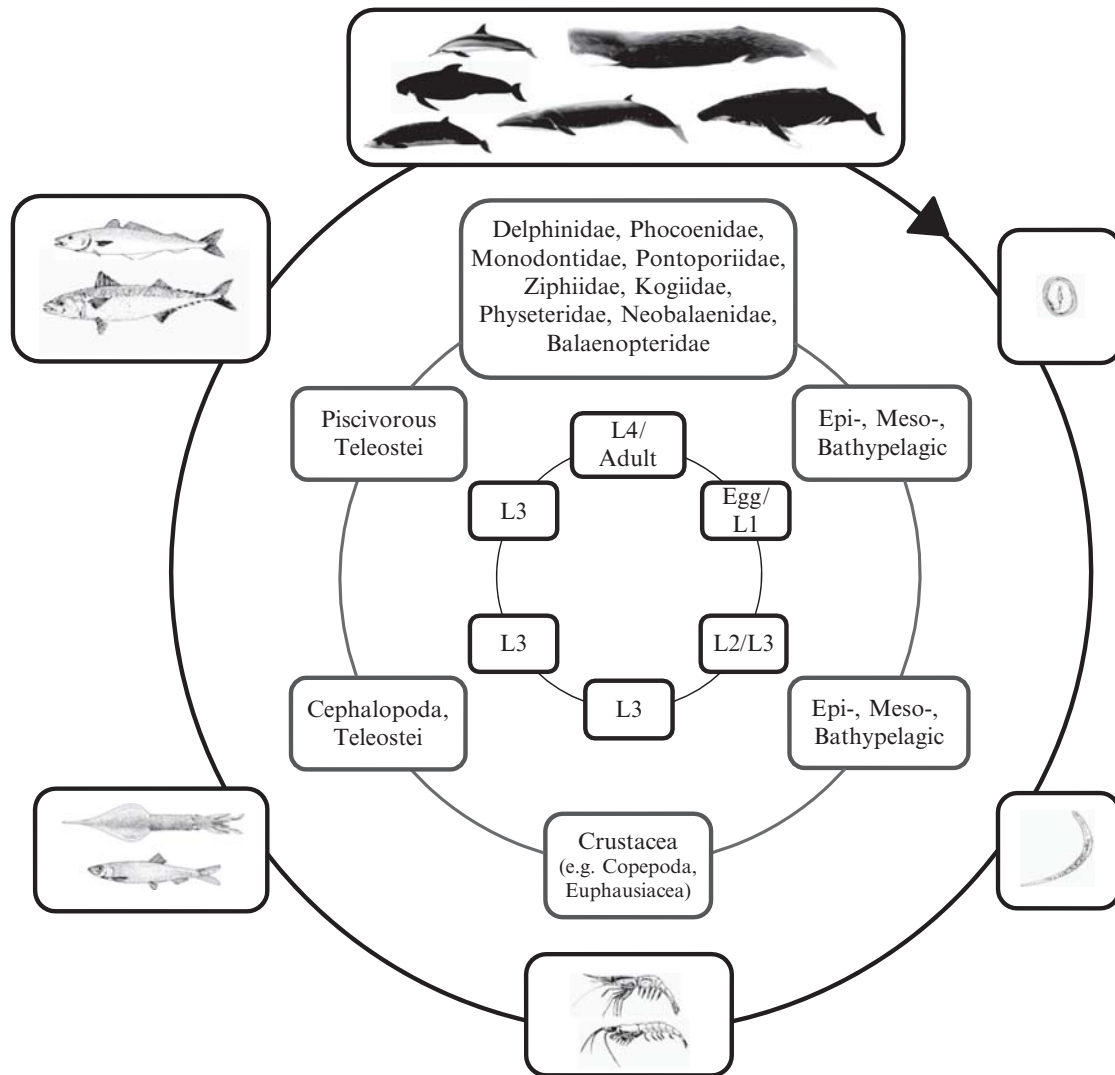 Delphinidae, Phocoenidae,
Monodontidae, Pontoporiidae,
Ziphiidae, Kogiidae,
Physeteridae, Neobalaenidae,
Balaenopteridae
Piscivorous
Teleostei
L4/
Adult
Epi-, Meso-,
Bathypelagic
L3
Egg/
L1
L3
L2/L3
L3
Cephalopoda,
Teleostei
Epi-, Meso-,
Bathypelagic
Crustacea
(e.g. Copepoda,
Euphausiacea)